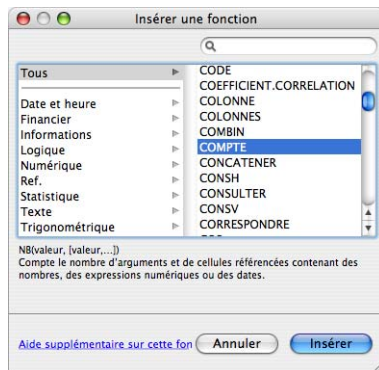 Insérer une fonction
Tous
Date et heure
Financier
Informations
Logique
Numérique
Réf.
Statistique
Texte
Trigonométrique
CODE
COEFFICIENT.CORRELATION
COLONNE
COLONNES
COMBIN
COMPTE
CONCATENER
CONSH
CONSULTER
CONSV
CORRESPONDRE
NB(valeur, [valeur,...])
Compte le nombre d'arguments et de cellules référencées contenant des
nombres, des expressions numériques ou des dates.
Aide supplémentaire sur cette fon
Annuler
Insérer